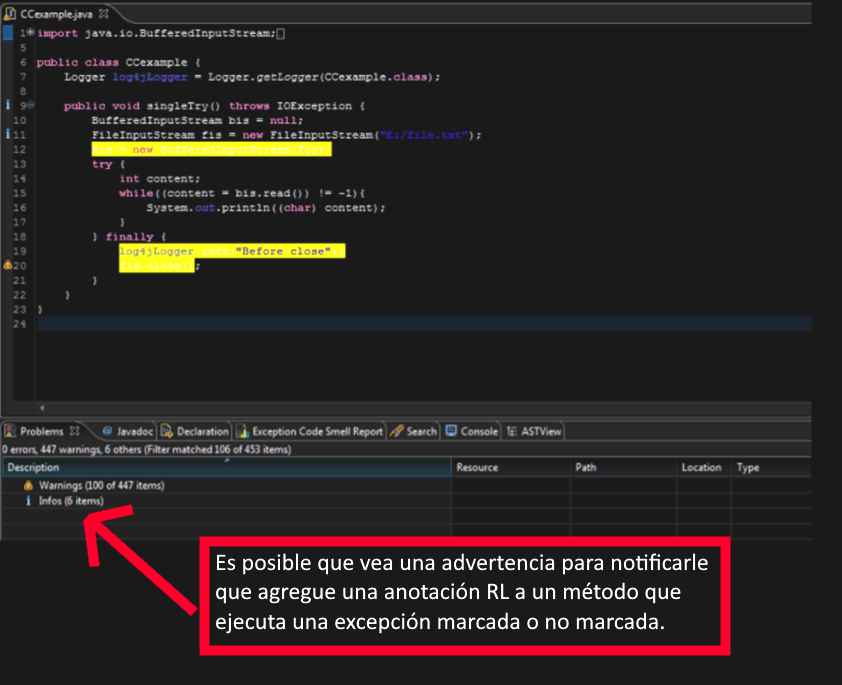 CCexample.java
1 import java.io.BufferedInputStream;
5
6 public class CCexample {
7 Logger log4jLogger = Logger.getLogger(CCexample.class);
8
9 public void singleTry() throws IOException {
10 BufferedInputStream bis = null;
11 FileInputStream fis = new FileInputStream("E:/file.txt");
12 bis = new BufferedInputStream(fis);
13 try {
14 int content;
15 while((content = bis.read()) != -1){
16 System.out.println((char) content);
17 }
18 } finally {
19 log4jLogger.info("Before close");
20 fis.close();
21 }
22 }
23 }
24
Problems Javadoc Declaration Exception Code Smell Report Search Console ASTView
0 errors, 447 warnings, 6 others (Filter matched 106 of 453 items)
Description Resource Path Location Type
Warnings (100 of 447 items)
Infos (6 items)
Es posible que vea una advertencia para notificarle
que agregue una anotación RL a un método que
ejecuta una excepción marcada o no marcada.